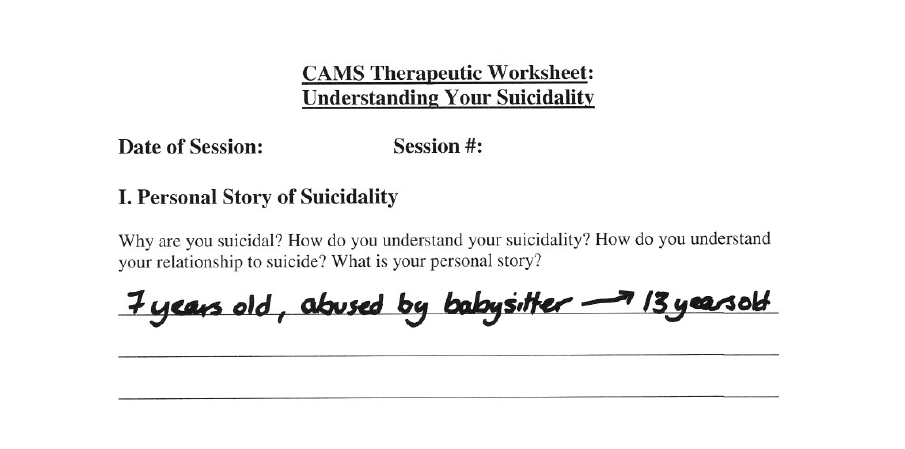 CAMS Therapeutic Worksheet:
Understanding Your Suicidality
Date of Session: Session #:
I. Personal Story of Suicidality
Why are you suicidal? How do you understand your suicidality? How do you understand
your relationship to suicide? What is your personal story?
7 years old, abused by babysitter → 13 years old